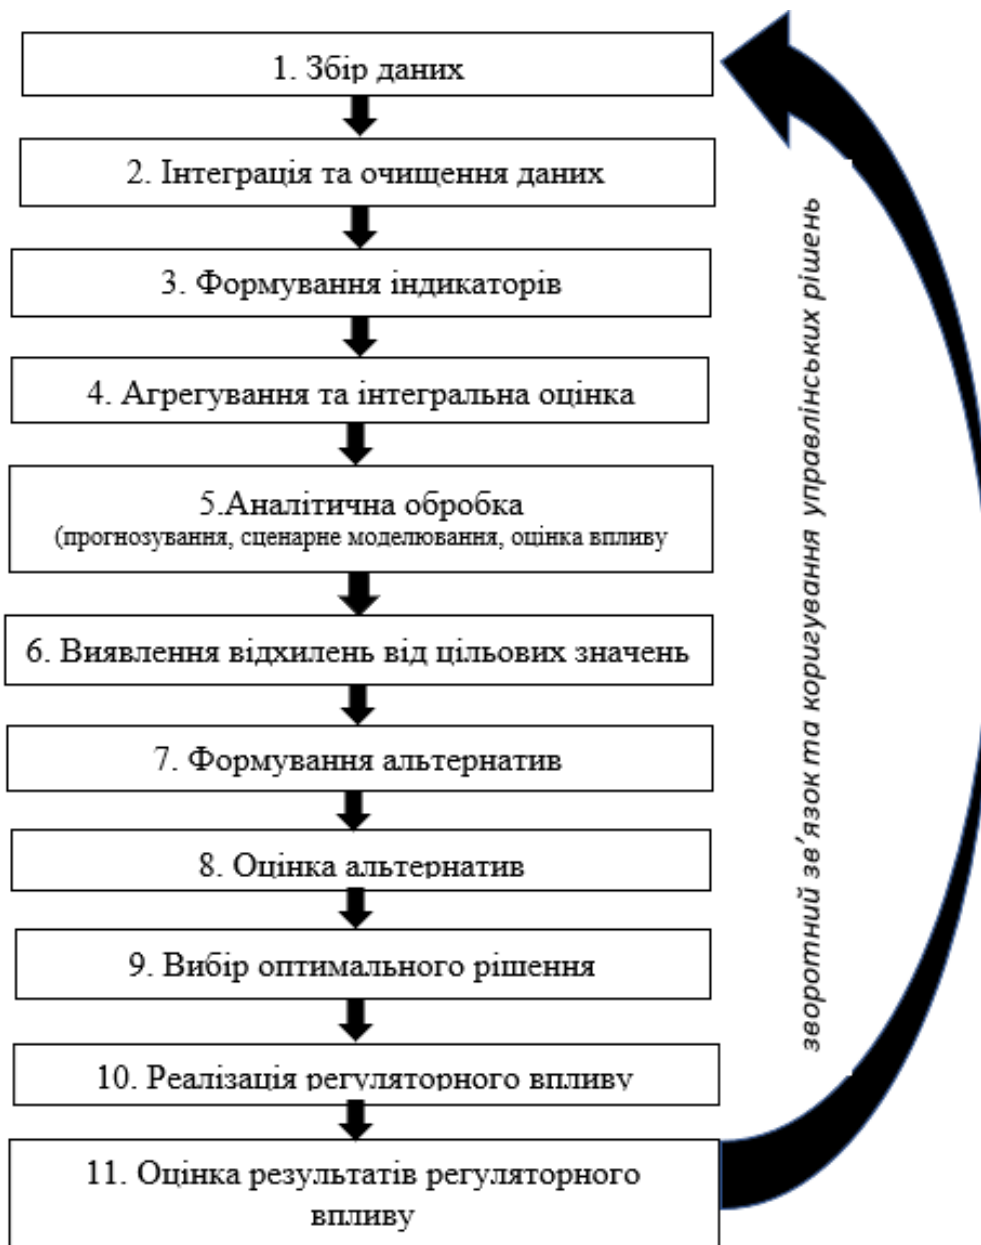 1. Збір даних
2. Інтеграція та очищення даних
3. Формування індикаторів
4. Агрегування та інтегральна оцінка
5.Аналітична обробка
(прогнозування, сценарне моделювання, оцінка впливу
6. Виявлення відхилень від цільових значень
7. Формування альтернатив
8. Оцінка альтернатив
9. Вибір оптимального рішення
10. Реалізація регуляторного впливу
11. Оцінка результатів регуляторного
впливу
зворотний зв’язок та коригування управлінських рішень